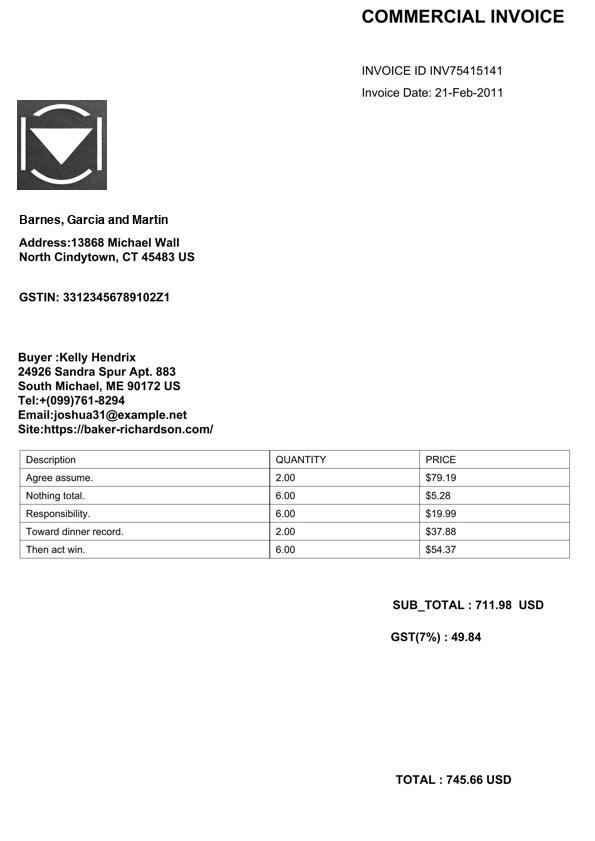 COMMERCIAL INVOICE
INVOICE ID INV75415141
Invoice Date: 21-Feb-2011
Barnes, Garcia and Martin
Address:13868 Michael Wall
North Cindytown, CT 45483 US
GSTIN: 33123456789102Z1
Buyer :Kelly Hendrix
24926 Sandra Spur Apt. 883
South Michael, ME 90172 US
Tel:+(099)761-8294
Email:joshua31@example.net
Site:https://baker-richardson.com/
Description QUANTITY PRICE
Agree assume. 2.00 $79.19
Nothing total. 6.00 $5.28
Responsibility. 6.00 $19.99
Toward dinner record. 2.00 $37.88
Then act win. 6.00 $54.37
SUB_TOTAL : 711.98 USD
GST(7%) : 49.84
TOTAL : 745.66 USD